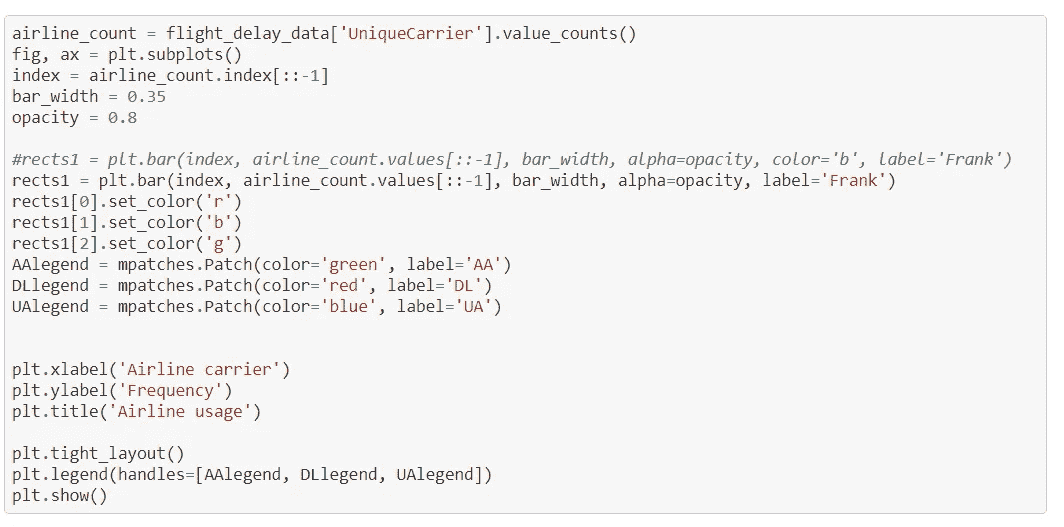 airline_count = flight_delay_data['UniqueCarrier'].value_counts()
fig, ax = plt.subplots()
index = airline_count.index[::-1]
bar_width = 0.35
opacity = 0.8
#rects1 = plt.bar(index, airline_count.values[::-1], bar_width, alpha=opacity, color='b', label='Frank')
rects1 = plt.bar(index, airline_count.values[::-1], bar_width, alpha=opacity, label='Frank')
rects1[0].set_color('r')
rects1[1].set_color('b')
rects1[2].set_color('g')
AAlegend = mpatches.Patch(color='green', label='AA')
DLlegend = mpatches.Patch(color='red', label='DL')
UAlegend = mpatches.Patch(color='blue', label='UA')
plt.xlabel('Airline carrier')
plt.ylabel('Frequency')
plt.title('Airline usage')
plt.tight_layout()
plt.legend(handles=[AAlegend, DLlegend, UAlegend])
plt.show()